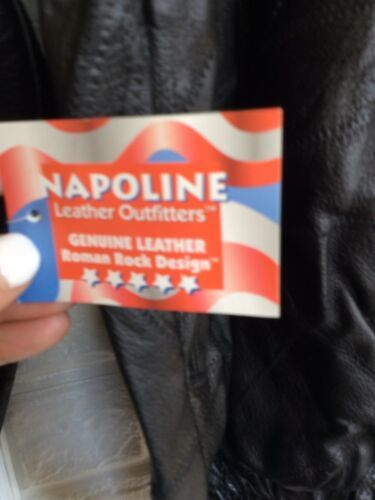 NAPOLINE
Leather Outfitters™
GENUINE LEATHER
Roman Rock Design™